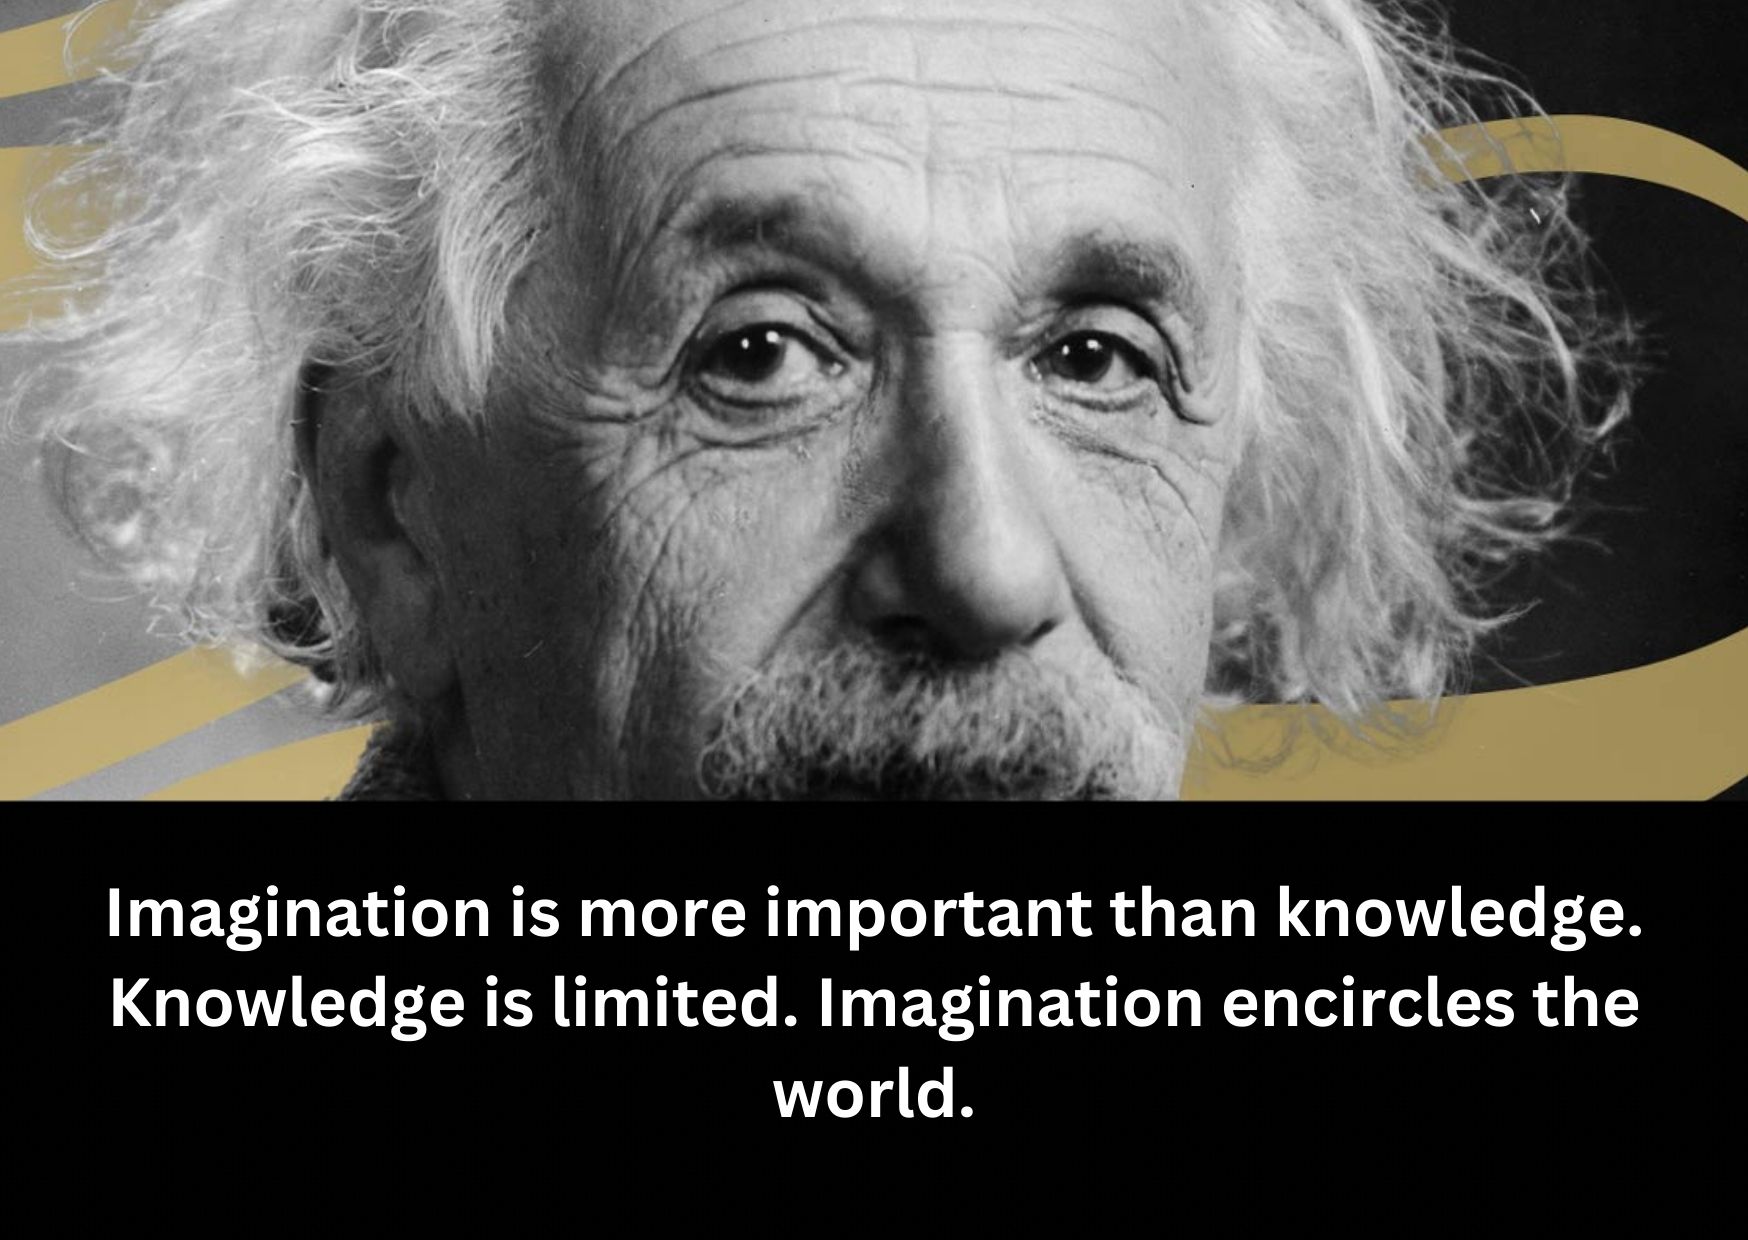 Imagination is more important than knowledge.
Knowledge is limited. Imagination encircles the
world.